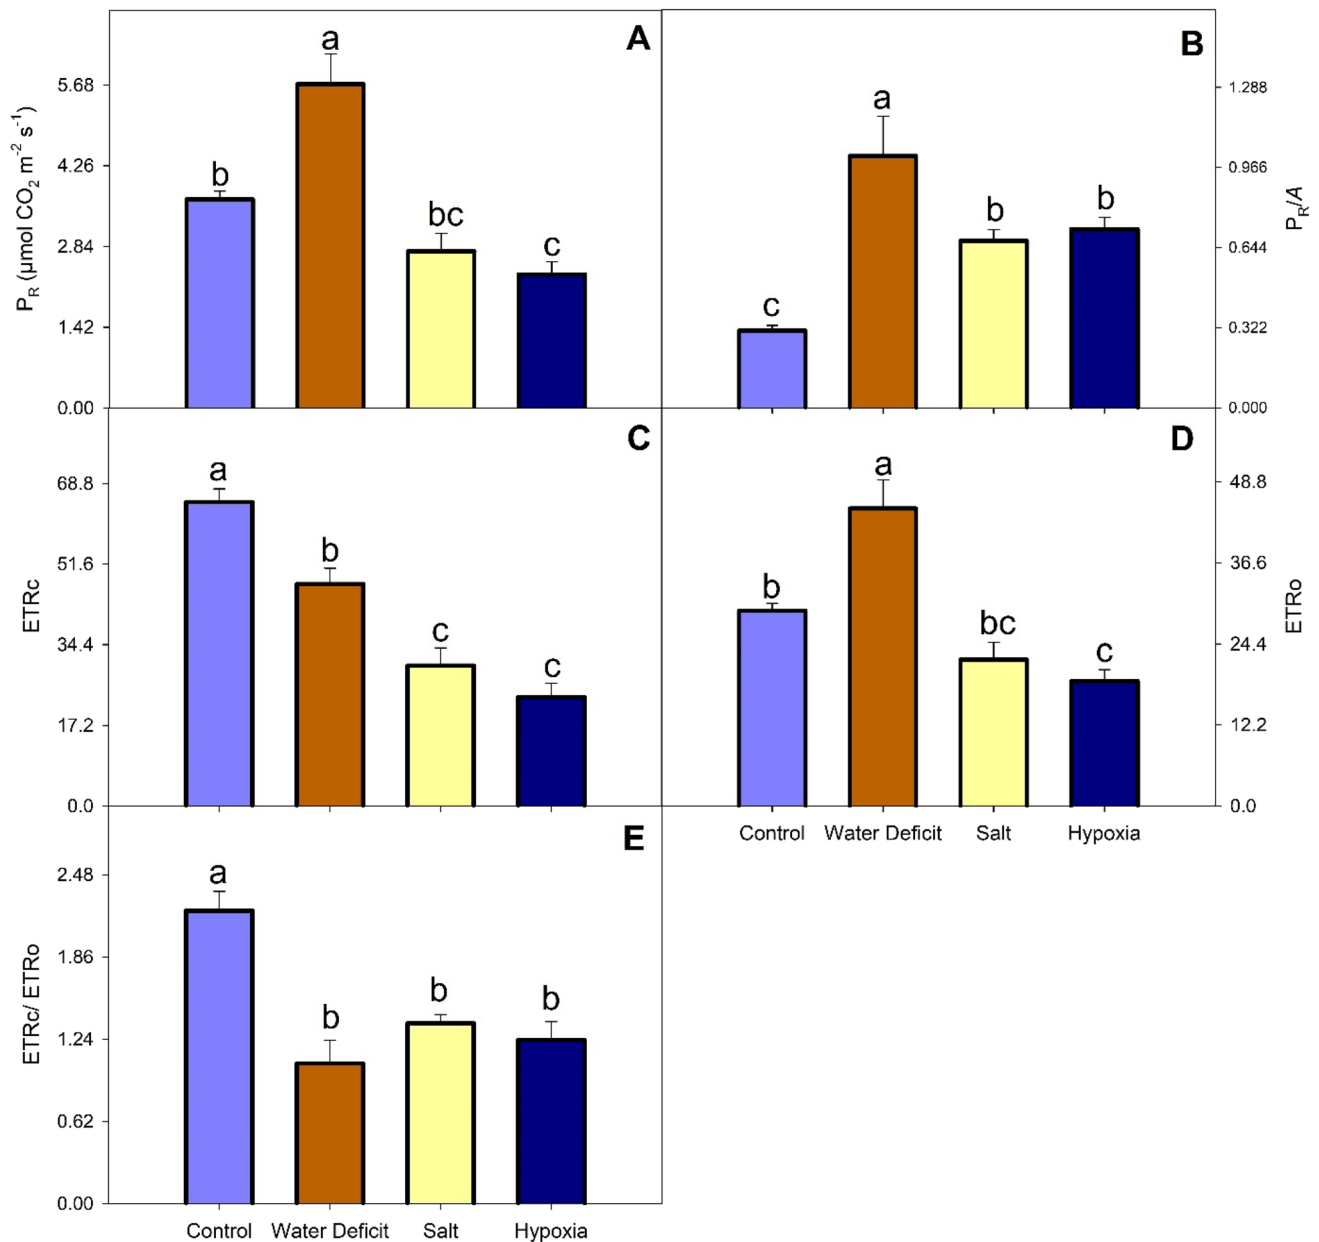 A
a
5.68
4.26
2.84
1.42
0.00
b
bc
c
P_R (µmol CO₂ m⁻² s⁻¹)
B
a
1.288
0.966
0.644
0.322
0.000
b
b
c
P_R/A
C
a
68.8
51.6
34.4
17.2
0.0
b
c
c
ETRc
D
a
48.8
36.6
24.4
12.2
0.0
b
bc
c
ETRo
Control Water Deficit Salt Hypoxia
E
a
2.48
1.86
1.24
0.62
0.00
b
b
b
ETRc/ ETRo
Control Water Deficit Salt Hypoxia